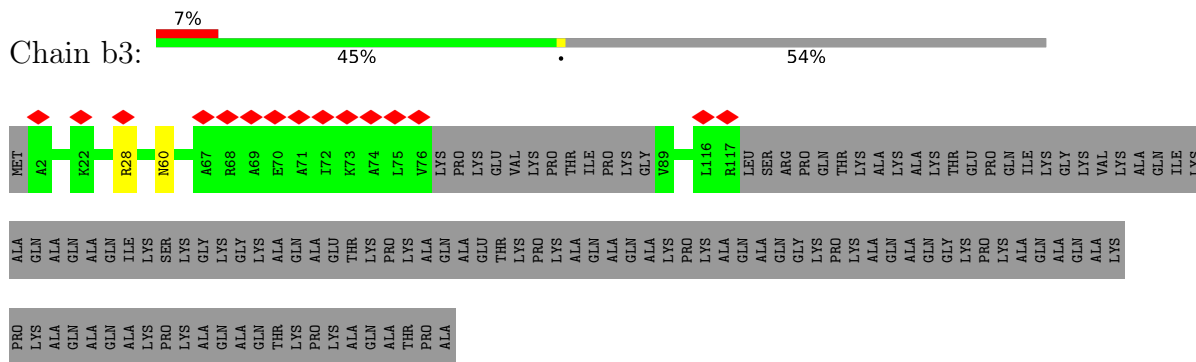 7%
Chain b3:
45% • 54%
MET A2 K22 R28 N60 A67 R68 A69 E70 A71 I72 K73 A74 L75 V76 LYS PRO LYS GLU VAL LYS PRO THR ILE PRO LYS GLY V89 L116 R117 LEU SER ARG PRO GLN THR LYS ALA ALA LYS ALA LYS THR GLU PRO GLN ILE LYS GLY LYS VAL LYS ALA GLN ILE LYS
ALA GLN ALA GLN ALA GLN ILE LYS SER LYS GLY LYS GLY LYS ALA GLN ALA GLU THR LYS PRO LYS ALA GLN ALA GLU THR LYS PRO LYS ALA GLN ALA GLN ALA LYS PRO LYS ALA GLN ALA GLN GLY LYS PRO LYS ALA GLN ALA GLN GLY LYS PRO LYS ALA GLN ALA GLN ALA LYS
PRO LYS ALA GLN ALA GLN ALA LYS PRO LYS ALA GLN ALA GLN THR LYS PRO LYS ALA GLN ALA THR PRO ALA